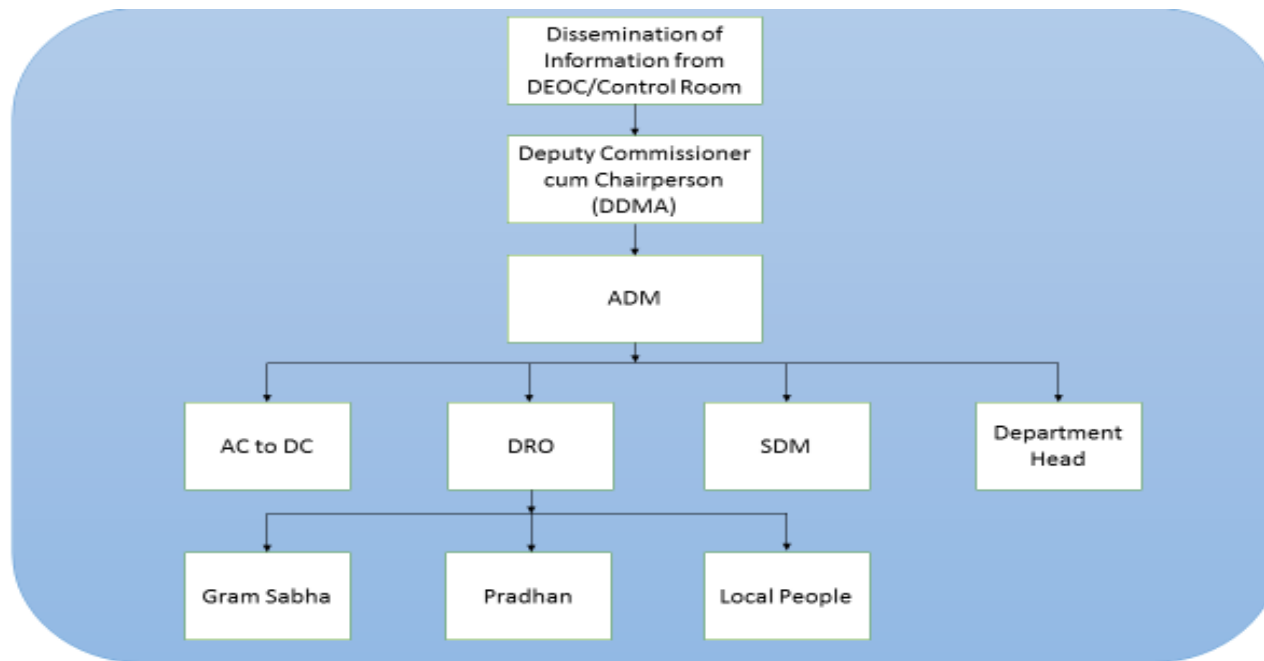 Dissemination of
Information from
DEOC/Control Room
Deputy Commissioner
cum Chairperson
(DDMA)
ADM
AC to DC
DRO
SDM
Department
Head
Gram Sabha
Pradhan
Local People